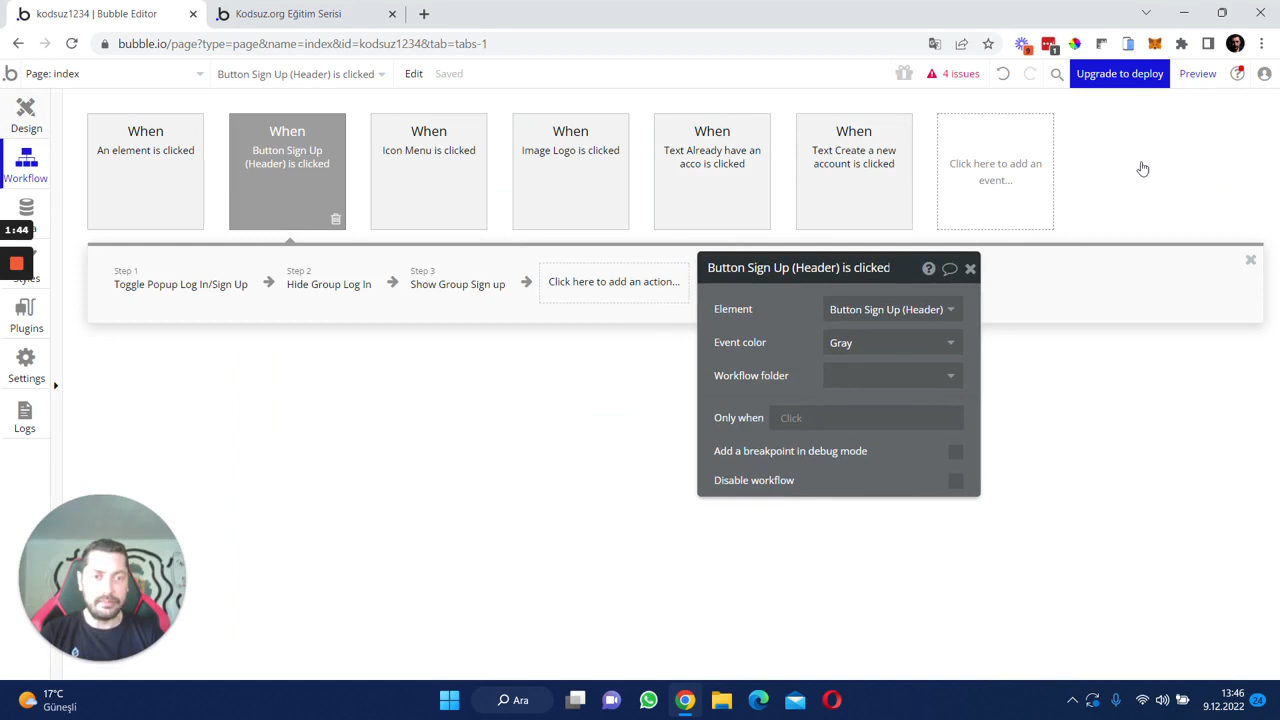 kodsuz1234 | Bubble Editor
Kodsuz.org Eğitim Serisi
bubble.io/page?type=page&name=index&id=kodsuz1234&tab=tabs-1
9
1
Page: index
Button Sign Up (Header) is clicked
Edit
Saved
4 issues
Upgrade to deploy
Preview
Design
Workflow
1:44
Plugins
Settings
Logs
When
An element is clicked
When
Button Sign Up
(Header) is clicked
When
Icon Menu is clicked
When
Image Logo is clicked
When
Text Already have an
acco is clicked
When
Text Create a new
account is clicked
Click here to add an
event...
Step 1
Toggle Popup Log In/Sign Up
Step 2
Hide Group Log In
Step 3
Show Group Sign up
Click here to add an action...
Button Sign Up (Header) is clicked
Element
Button Sign Up (Header)
Event color
Gray
Workflow folder
Only when
Click
Add a breakpoint in debug mode
Disable workflow
17°C
Güneşli
Ara
13:46
9.12.2022
24